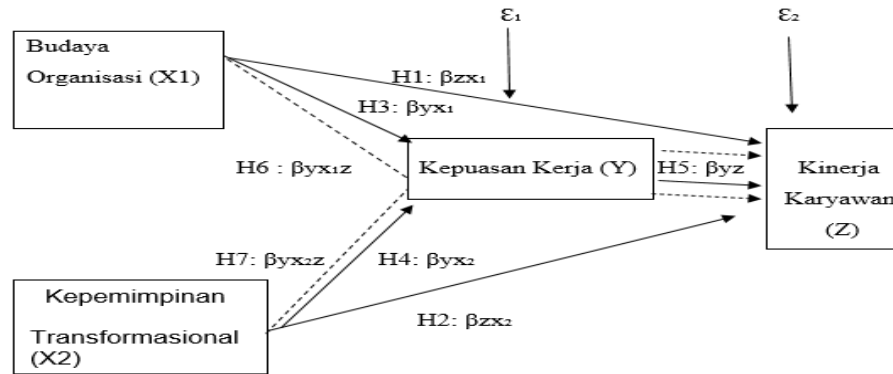 ε₁
ε₂
Budaya
Organisasi (X1)
H1: βzx₁
H3: βyx₁
H6 : βyx₁z
Kepuasan Kerja (Y)
H5: βyz
Kinerja
Karyawan
(Z)
H7: βyx₂z
H4: βyx₂
Kepemimpinan
Transformasional
(X2)
H2: βzx₂